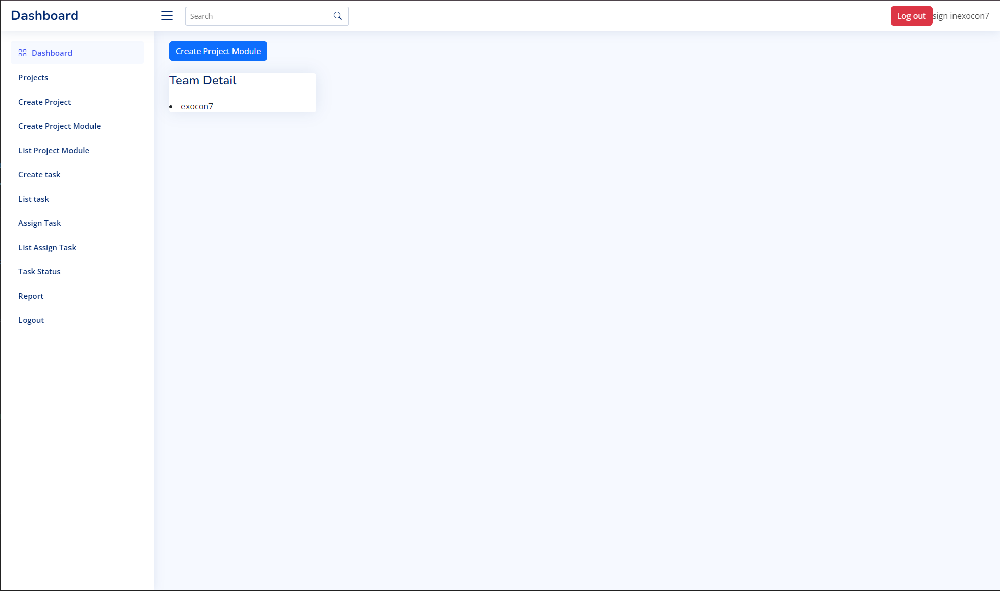 Dashboard
Search
Log out sign inexocon7
Dashboard
Projects
Create Project
Create Project Module
List Project Module
Create task
List task
Assign Task
List Assign Task
Task Status
Report
Logout
Create Project Module
Team Detail
• exocon7